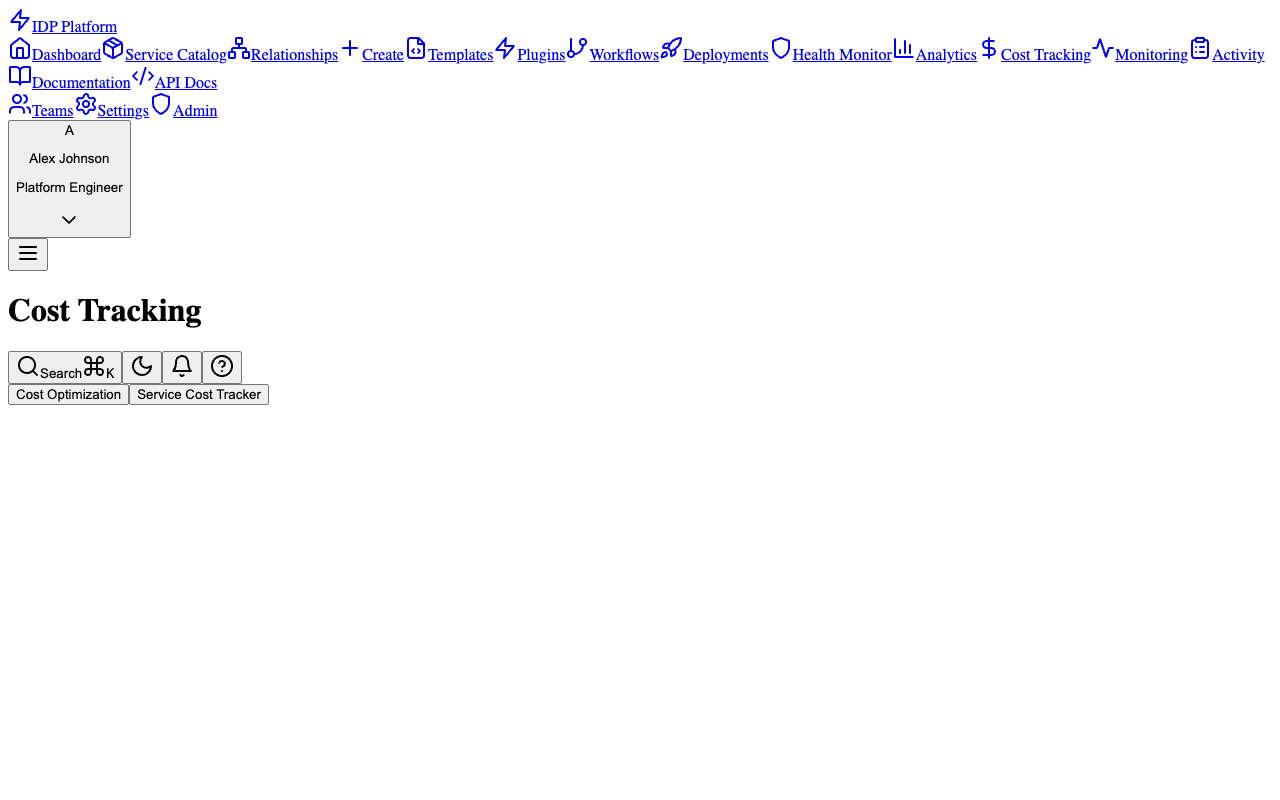 IDP Platform
Dashboard Service Catalog Relationships Create Templates Plugins Workflows Deployments Health Monitor Analytics Cost Tracking Monitoring Activity
Documentation API Docs
Teams Settings Admin
A
Alex Johnson
Platform Engineer
Cost Tracking
Search ⌘ K
Cost Optimization Service Cost Tracker